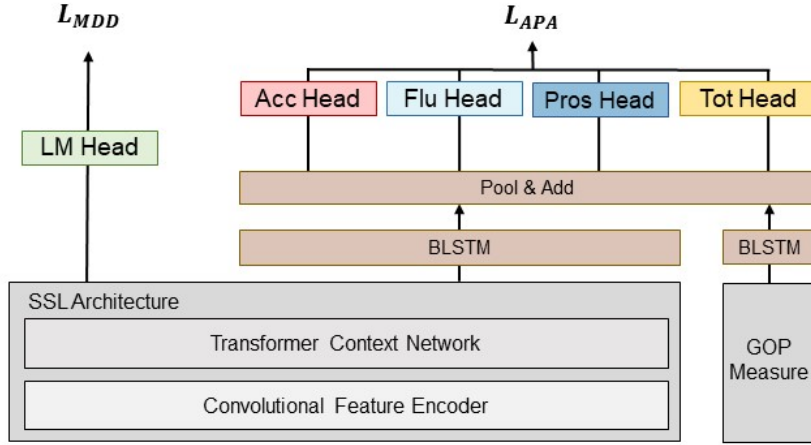 L_MDD
L_APA
Acc Head
Flu Head
Pros Head
Tot Head
LM Head
Pool & Add
BLSTM
BLSTM
SSL Architecture
Transformer Context Network
GOP
Measure
Convolutional Feature Encoder